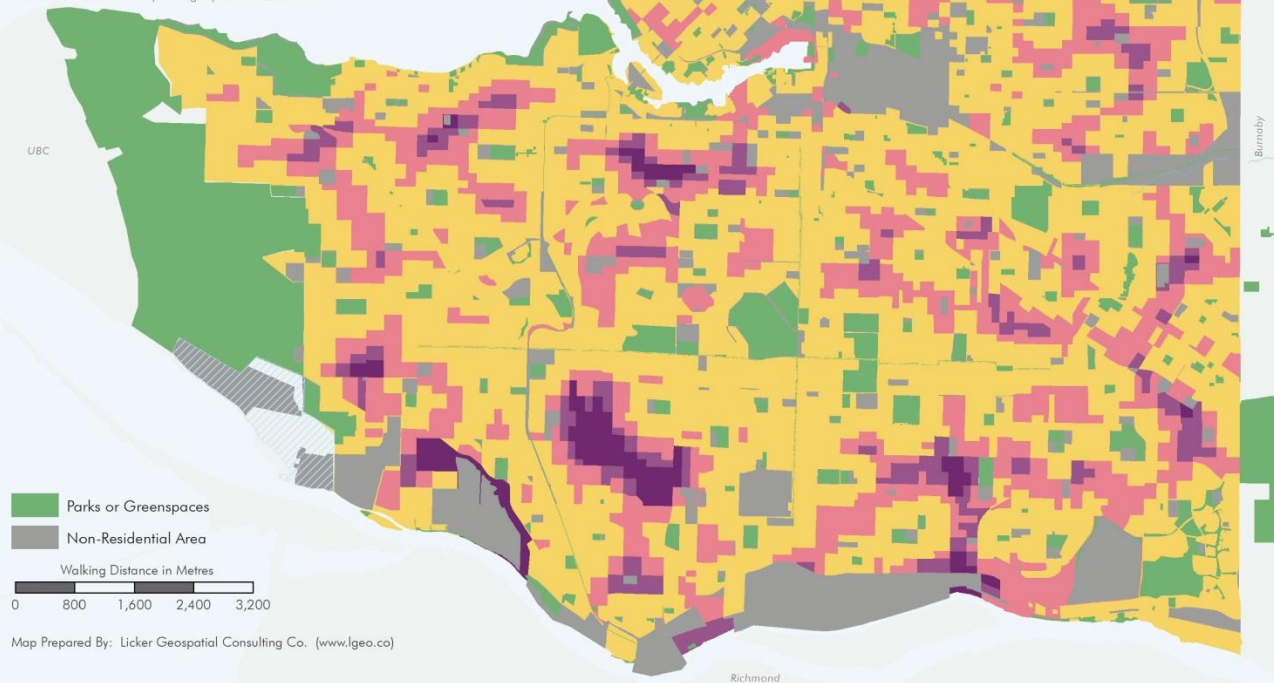 UBC
Burnaby
Parks or Greenspaces
Non-Residential Area
Walking Distance in Metres
0 800 1,600 2,400 3,200
Map Prepared By: Licker Geospatial Consulting Co. (www.lgeo.co)
Richmond